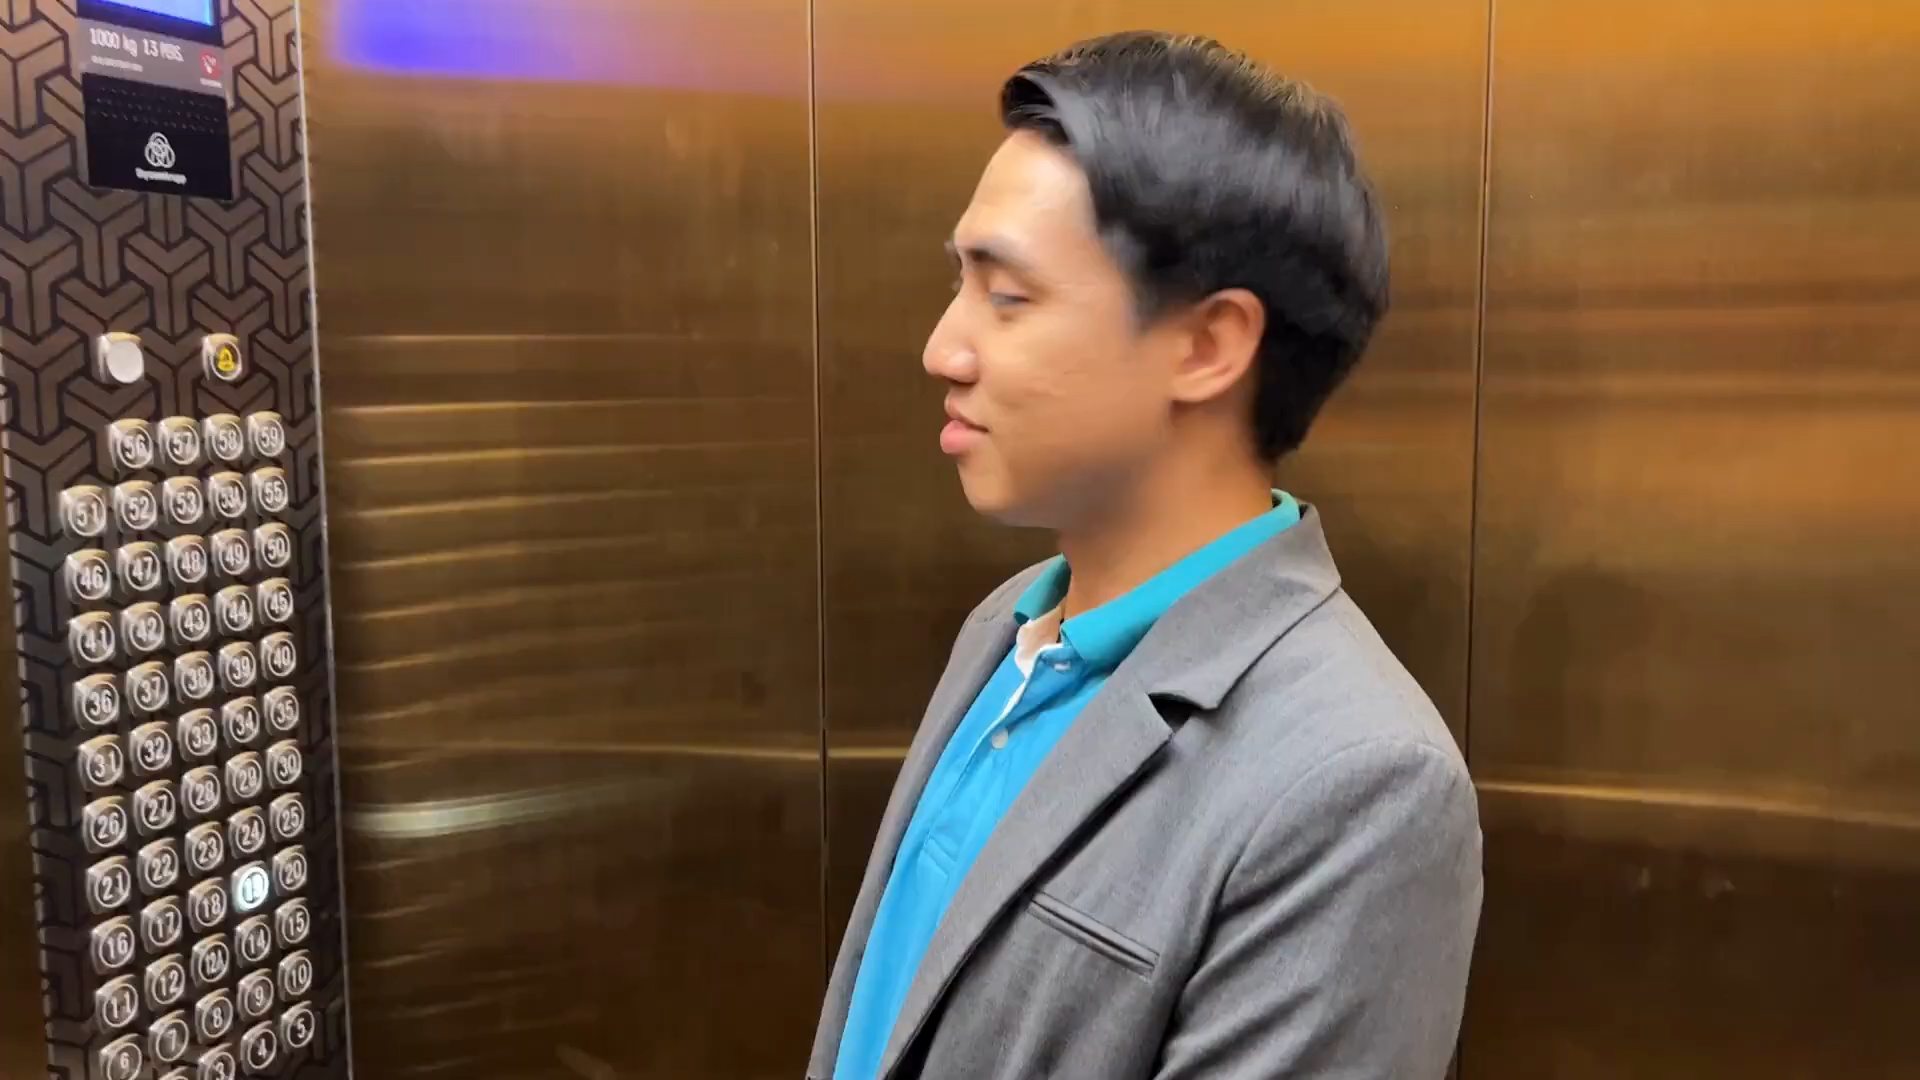 1000 kg 13 PERS.
56 57 58 59
51 52 53 53A 55
46 47 48 49 50
41 42 43 44 45
36 37 38 39 40
31 32 33 34 35
26 27 28 29 30
21 22 23 24 25
16 17 18 19 20
11 12 12A 14 15
6 7 8 9 10
3 4 5